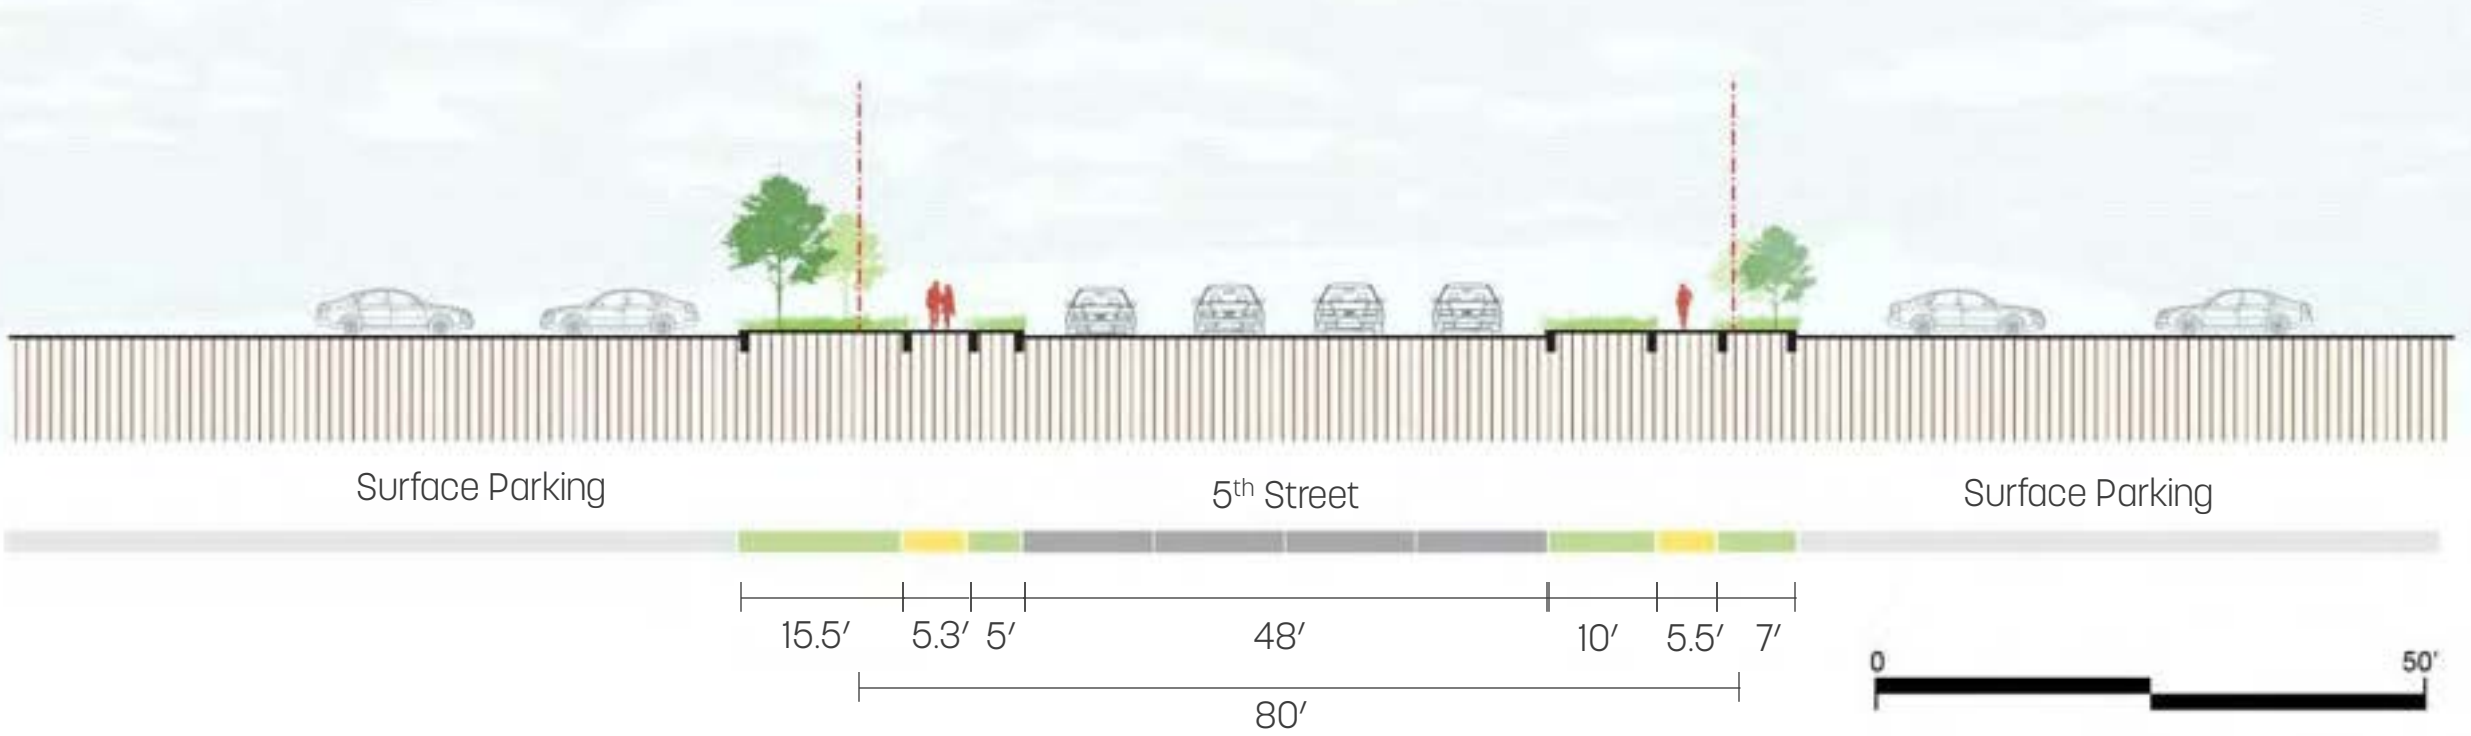 Surface Parking
5th Street
Surface Parking
15.5′ 5.3′ 5′ 48′ 10′ 5.5′ 7′
80′
0 50'